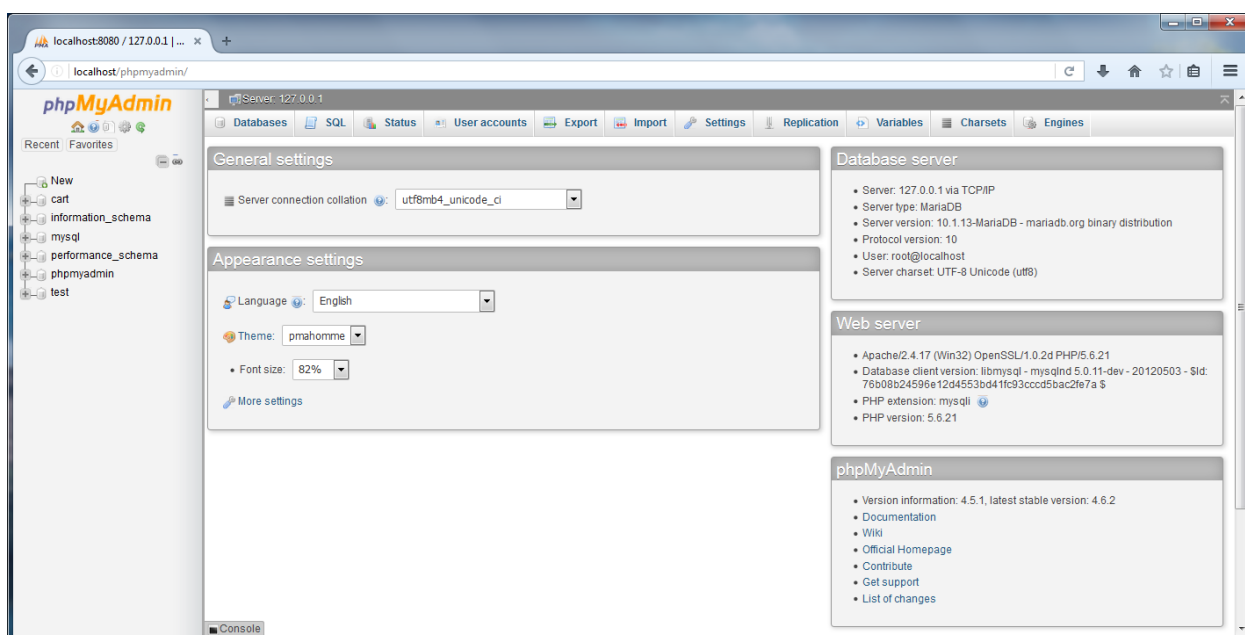 localhost:8080 / 127.0.0.1 | ...
localhost/phpmyadmin/
phpMyAdmin
Recent Favorites
New
cart
information_schema
mysql
performance_schema
phpmyadmin
test
Server: 127.0.0.1
Databases SQL Status User accounts Export Import Settings Replication Variables Charsets Engines
General settings
Server connection collation : utf8mb4_unicode_ci
Appearance settings
Language : English
Theme: pmahomme
• Font size: 82%
More settings
Database server
• Server: 127.0.0.1 via TCP/IP
• Server type: MariaDB
• Server version: 10.1.13-MariaDB - mariadb.org binary distribution
• Protocol version: 10
• User: root@localhost
• Server charset: UTF-8 Unicode (utf8)
Web server
• Apache/2.4.17 (Win32) OpenSSL/1.0.2d PHP/5.6.21
• Database client version: libmysql - mysqlnd 5.0.11-dev - 20120503 - $Id:
76b08b24596e12d4553bd41fc93cccd5bac2fe7a $
• PHP extension: mysqli
• PHP version: 5.6.21
phpMyAdmin
• Version information: 4.5.1, latest stable version: 4.6.2
• Documentation
• Wiki
• Official Homepage
• Contribute
• Get support
• List of changes
Console